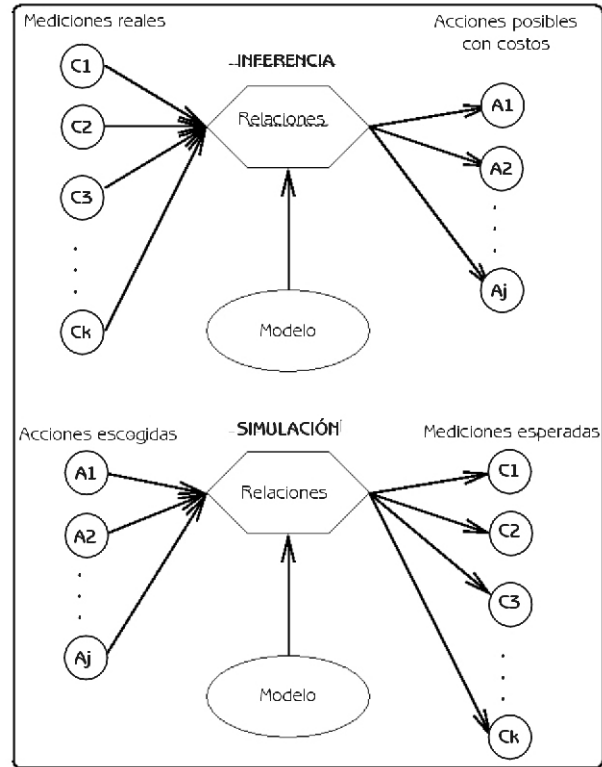 Mediciones reales
Acciones posibles
con costos
INFERENCIA
C1
C2
C3
Ck
Relaciones
A1
A2
Aj
Modelo
Acciones escogidas
SIMULACIÓN
Mediciones esperadas
A1
A2
Aj
Relaciones
C1
C2
C3
Ck
Modelo